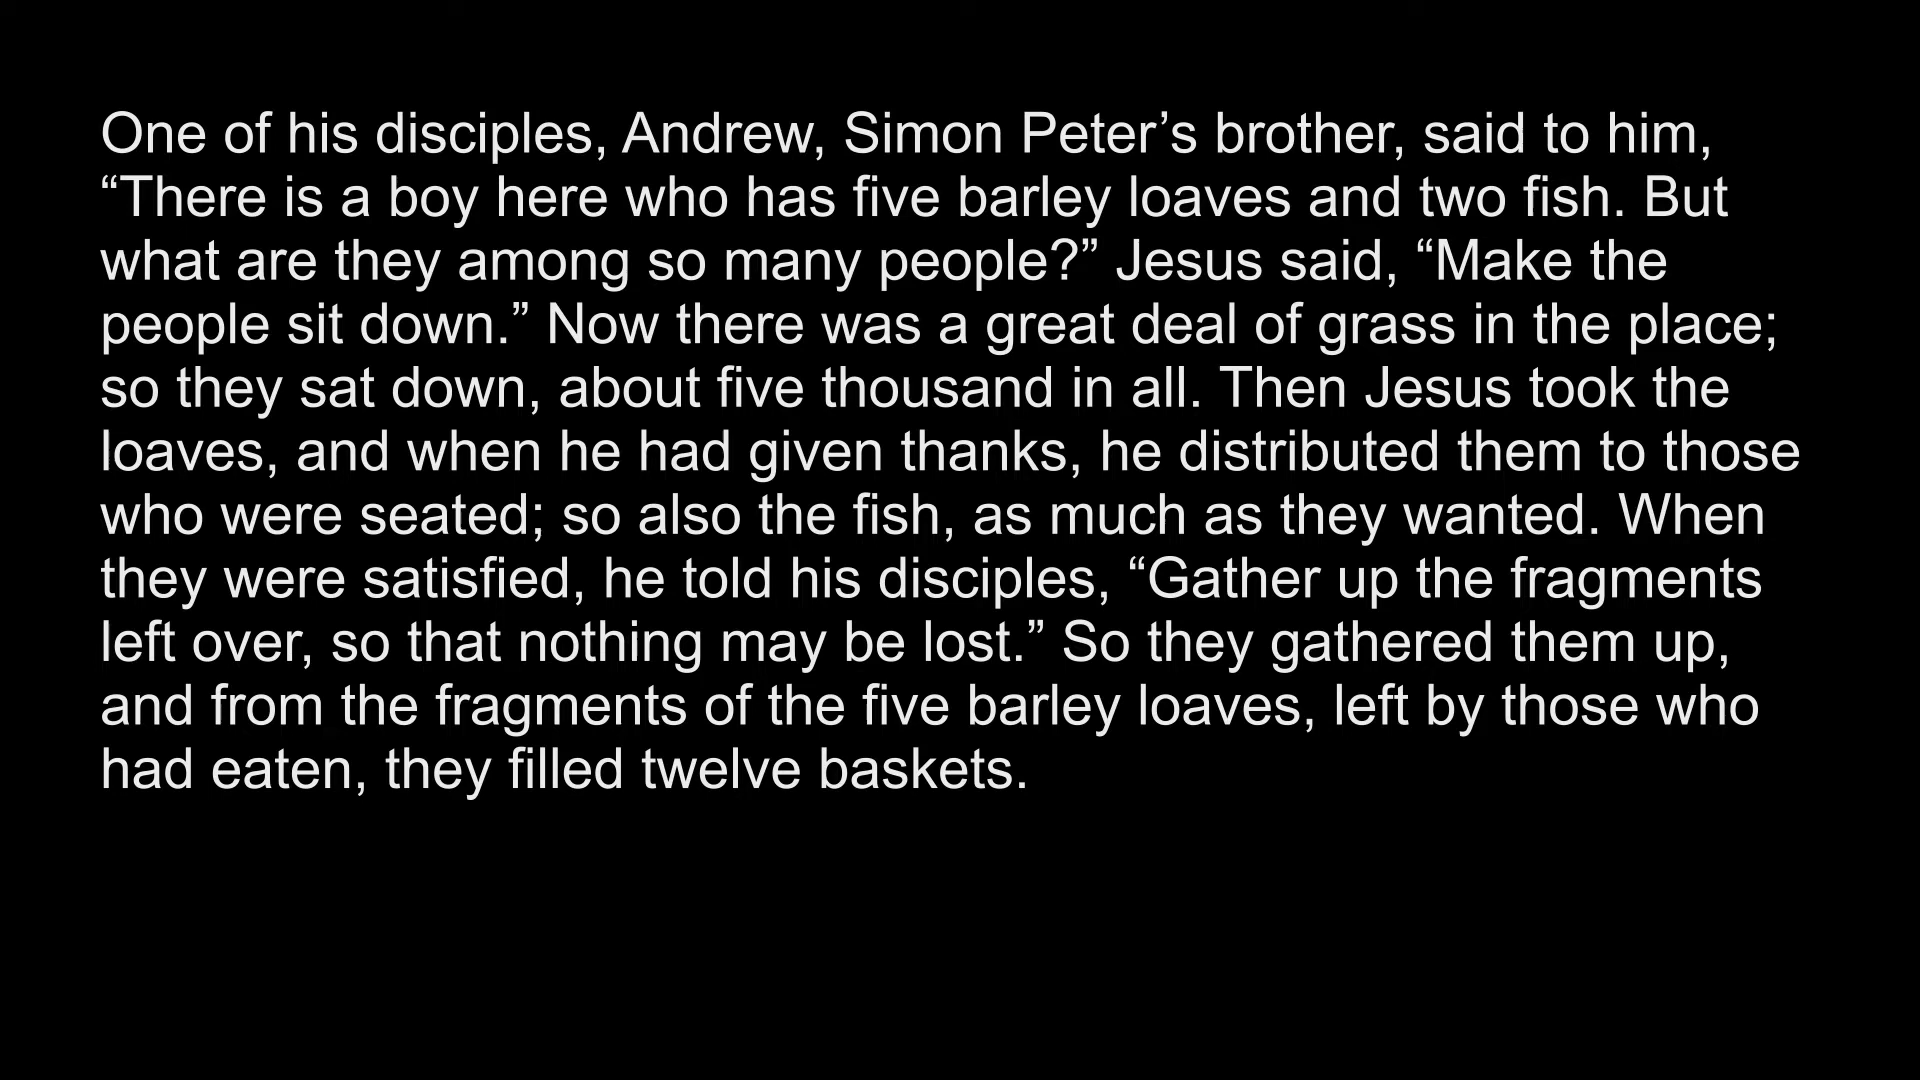 One of his disciples, Andrew, Simon Peter’s brother, said to him,
“There is a boy here who has five barley loaves and two fish. But
what are they among so many people?” Jesus said, “Make the
people sit down.” Now there was a great deal of grass in the place;
so they sat down, about five thousand in all. Then Jesus took the
loaves, and when he had given thanks, he distributed them to those
who were seated; so also the fish, as much as they wanted. When
they were satisfied, he told his disciples, “Gather up the fragments
left over, so that nothing may be lost.” So they gathered them up,
and from the fragments of the five barley loaves, left by those who
had eaten, they filled twelve baskets.